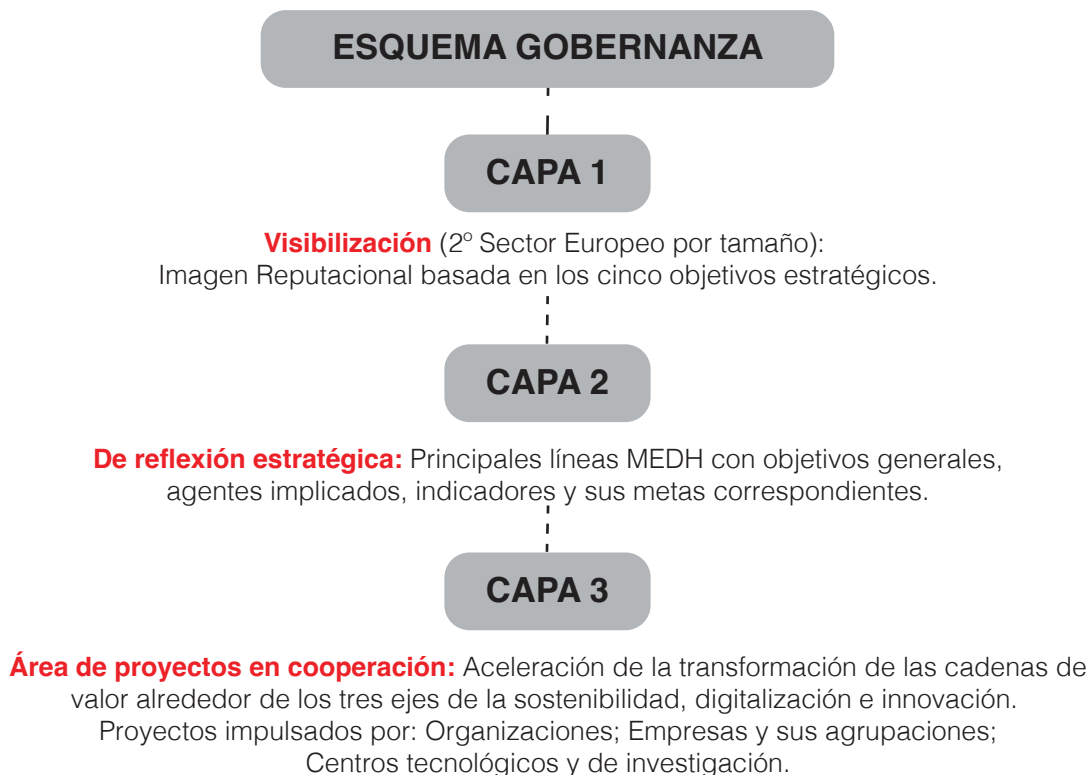 ESQUEMA GOBERNANZA
CAPA 1
Visibilización (2º Sector Europeo por tamaño):
Imagen Reputacional basada en los cinco objetivos estratégicos.
CAPA 2
De reflexión estratégica: Principales líneas MEDH con objetivos generales,
agentes implicados, indicadores y sus metas correspondientes.
CAPA 3
Área de proyectos en cooperación: Aceleración de la transformación de las cadenas de
valor alrededor de los tres ejes de la sostenibilidad, digitalización e innovación.
Proyectos impulsados por: Organizaciones; Empresas y sus agrupaciones;
Centros tecnológicos y de investigación.